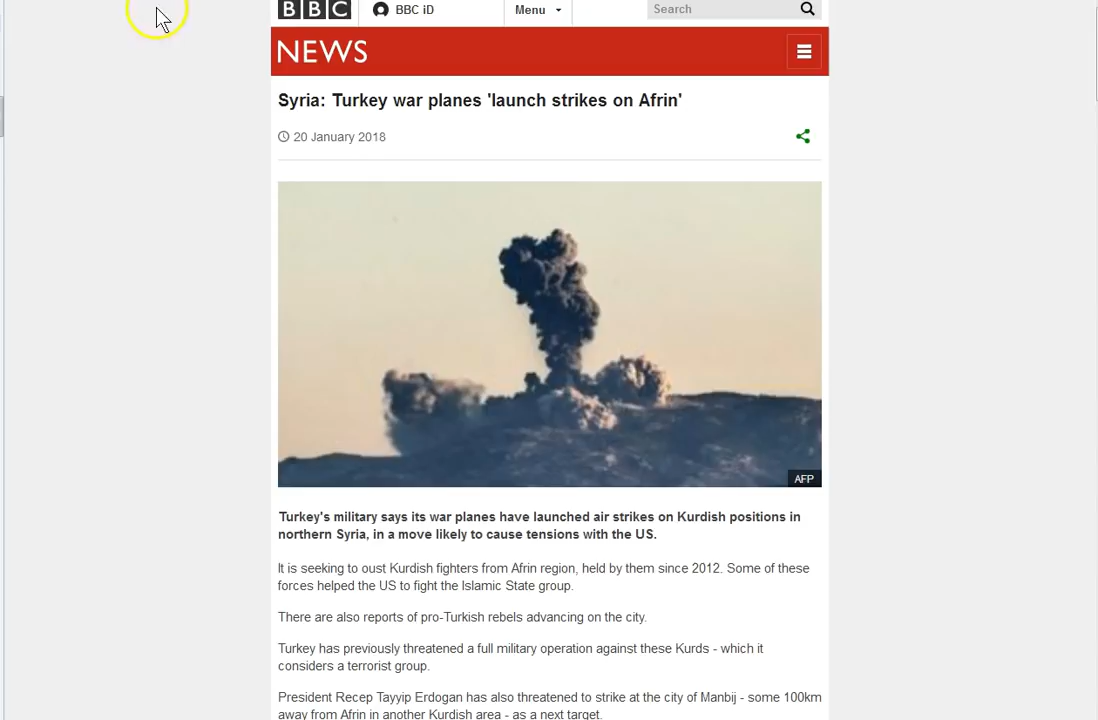 BBC BBC iD Menu Search
NEWS
Syria: Turkey war planes 'launch strikes on Afrin'
20 January 2018
AFP
Turkey's military says its war planes have launched air strikes on Kurdish positions in
northern Syria, in a move likely to cause tensions with the US.
It is seeking to oust Kurdish fighters from Afrin region, held by them since 2012. Some of these
forces helped the US to fight the Islamic State group.
There are also reports of pro-Turkish rebels advancing on the city.
Turkey has previously threatened a full military operation against these Kurds - which it
considers a terrorist group.
President Recep Tayyip Erdogan has also threatened to strike at the city of Manbij - some 100km
away from Afrin in another Kurdish area - as a next target.